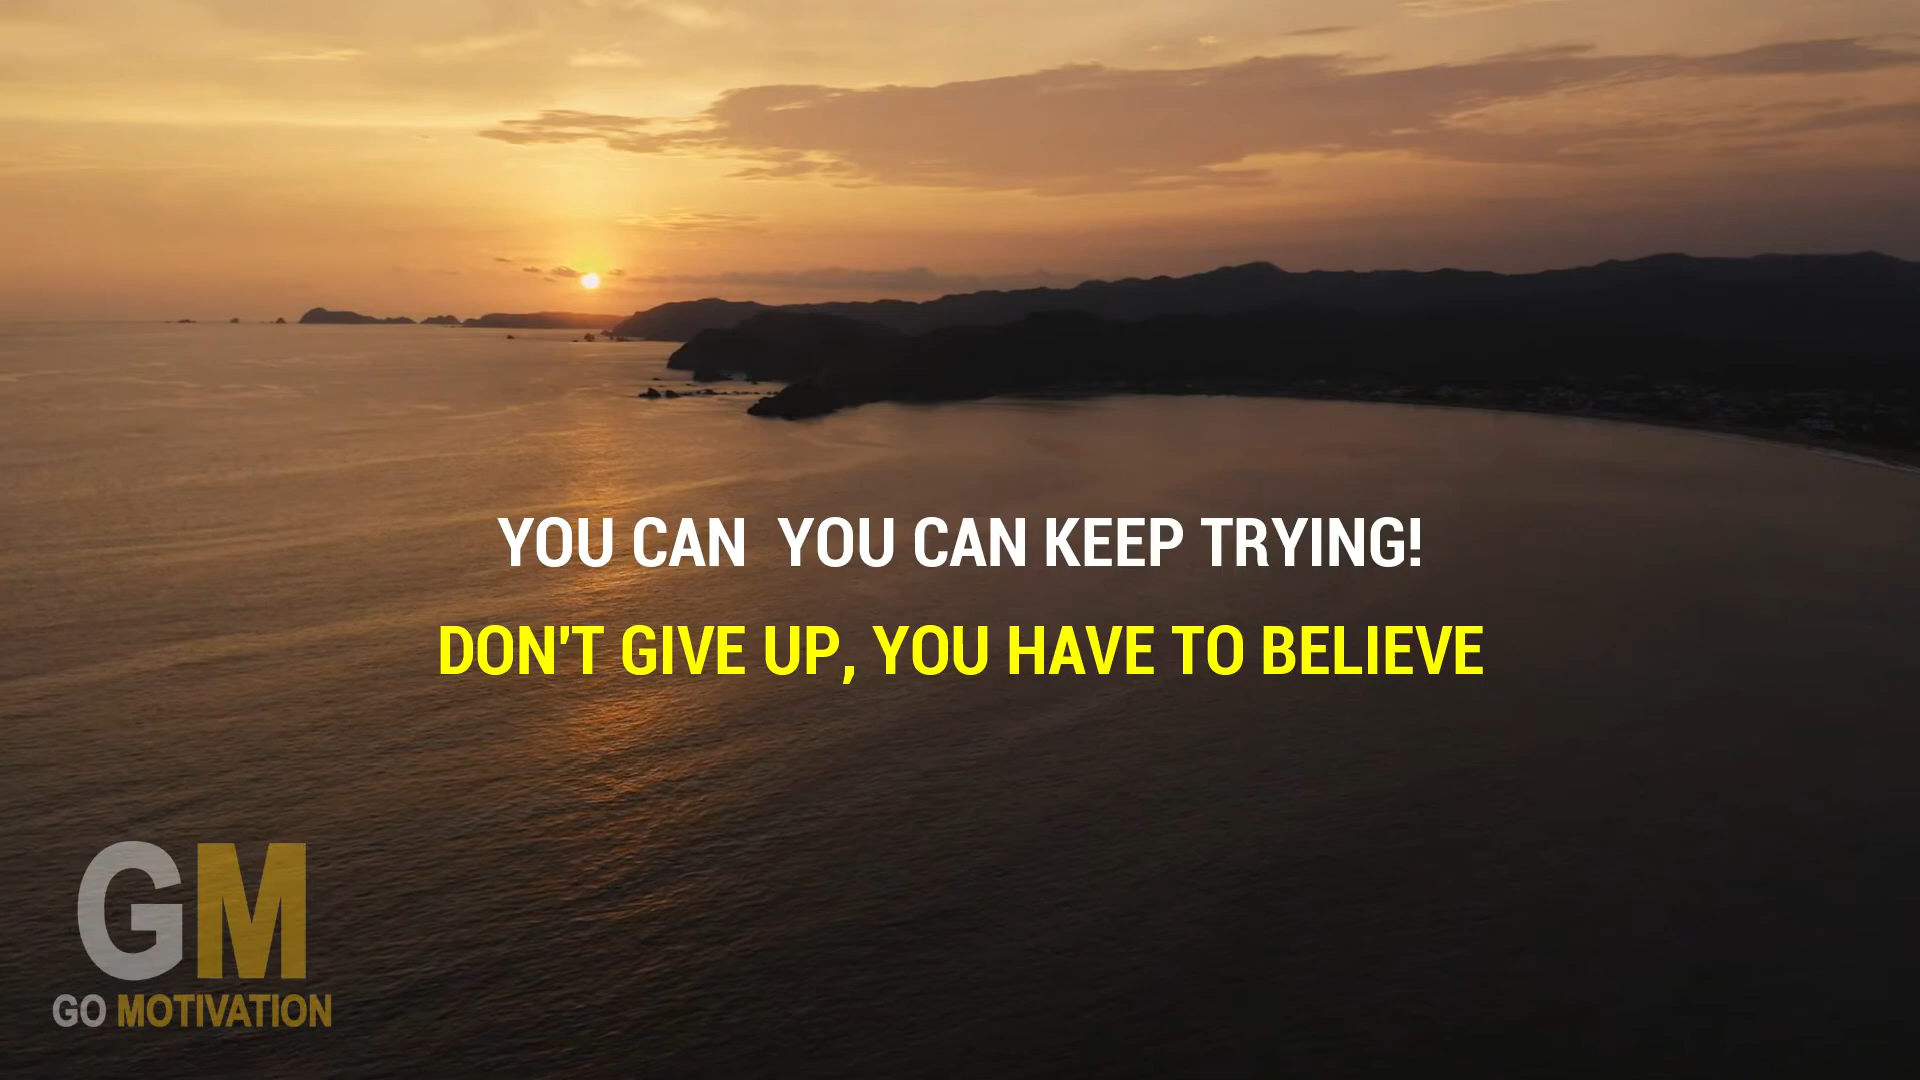 YOU CAN  YOU CAN KEEP TRYING!
DON'T GIVE UP, YOU HAVE TO BELIEVE
GM
GO MOTIVATION